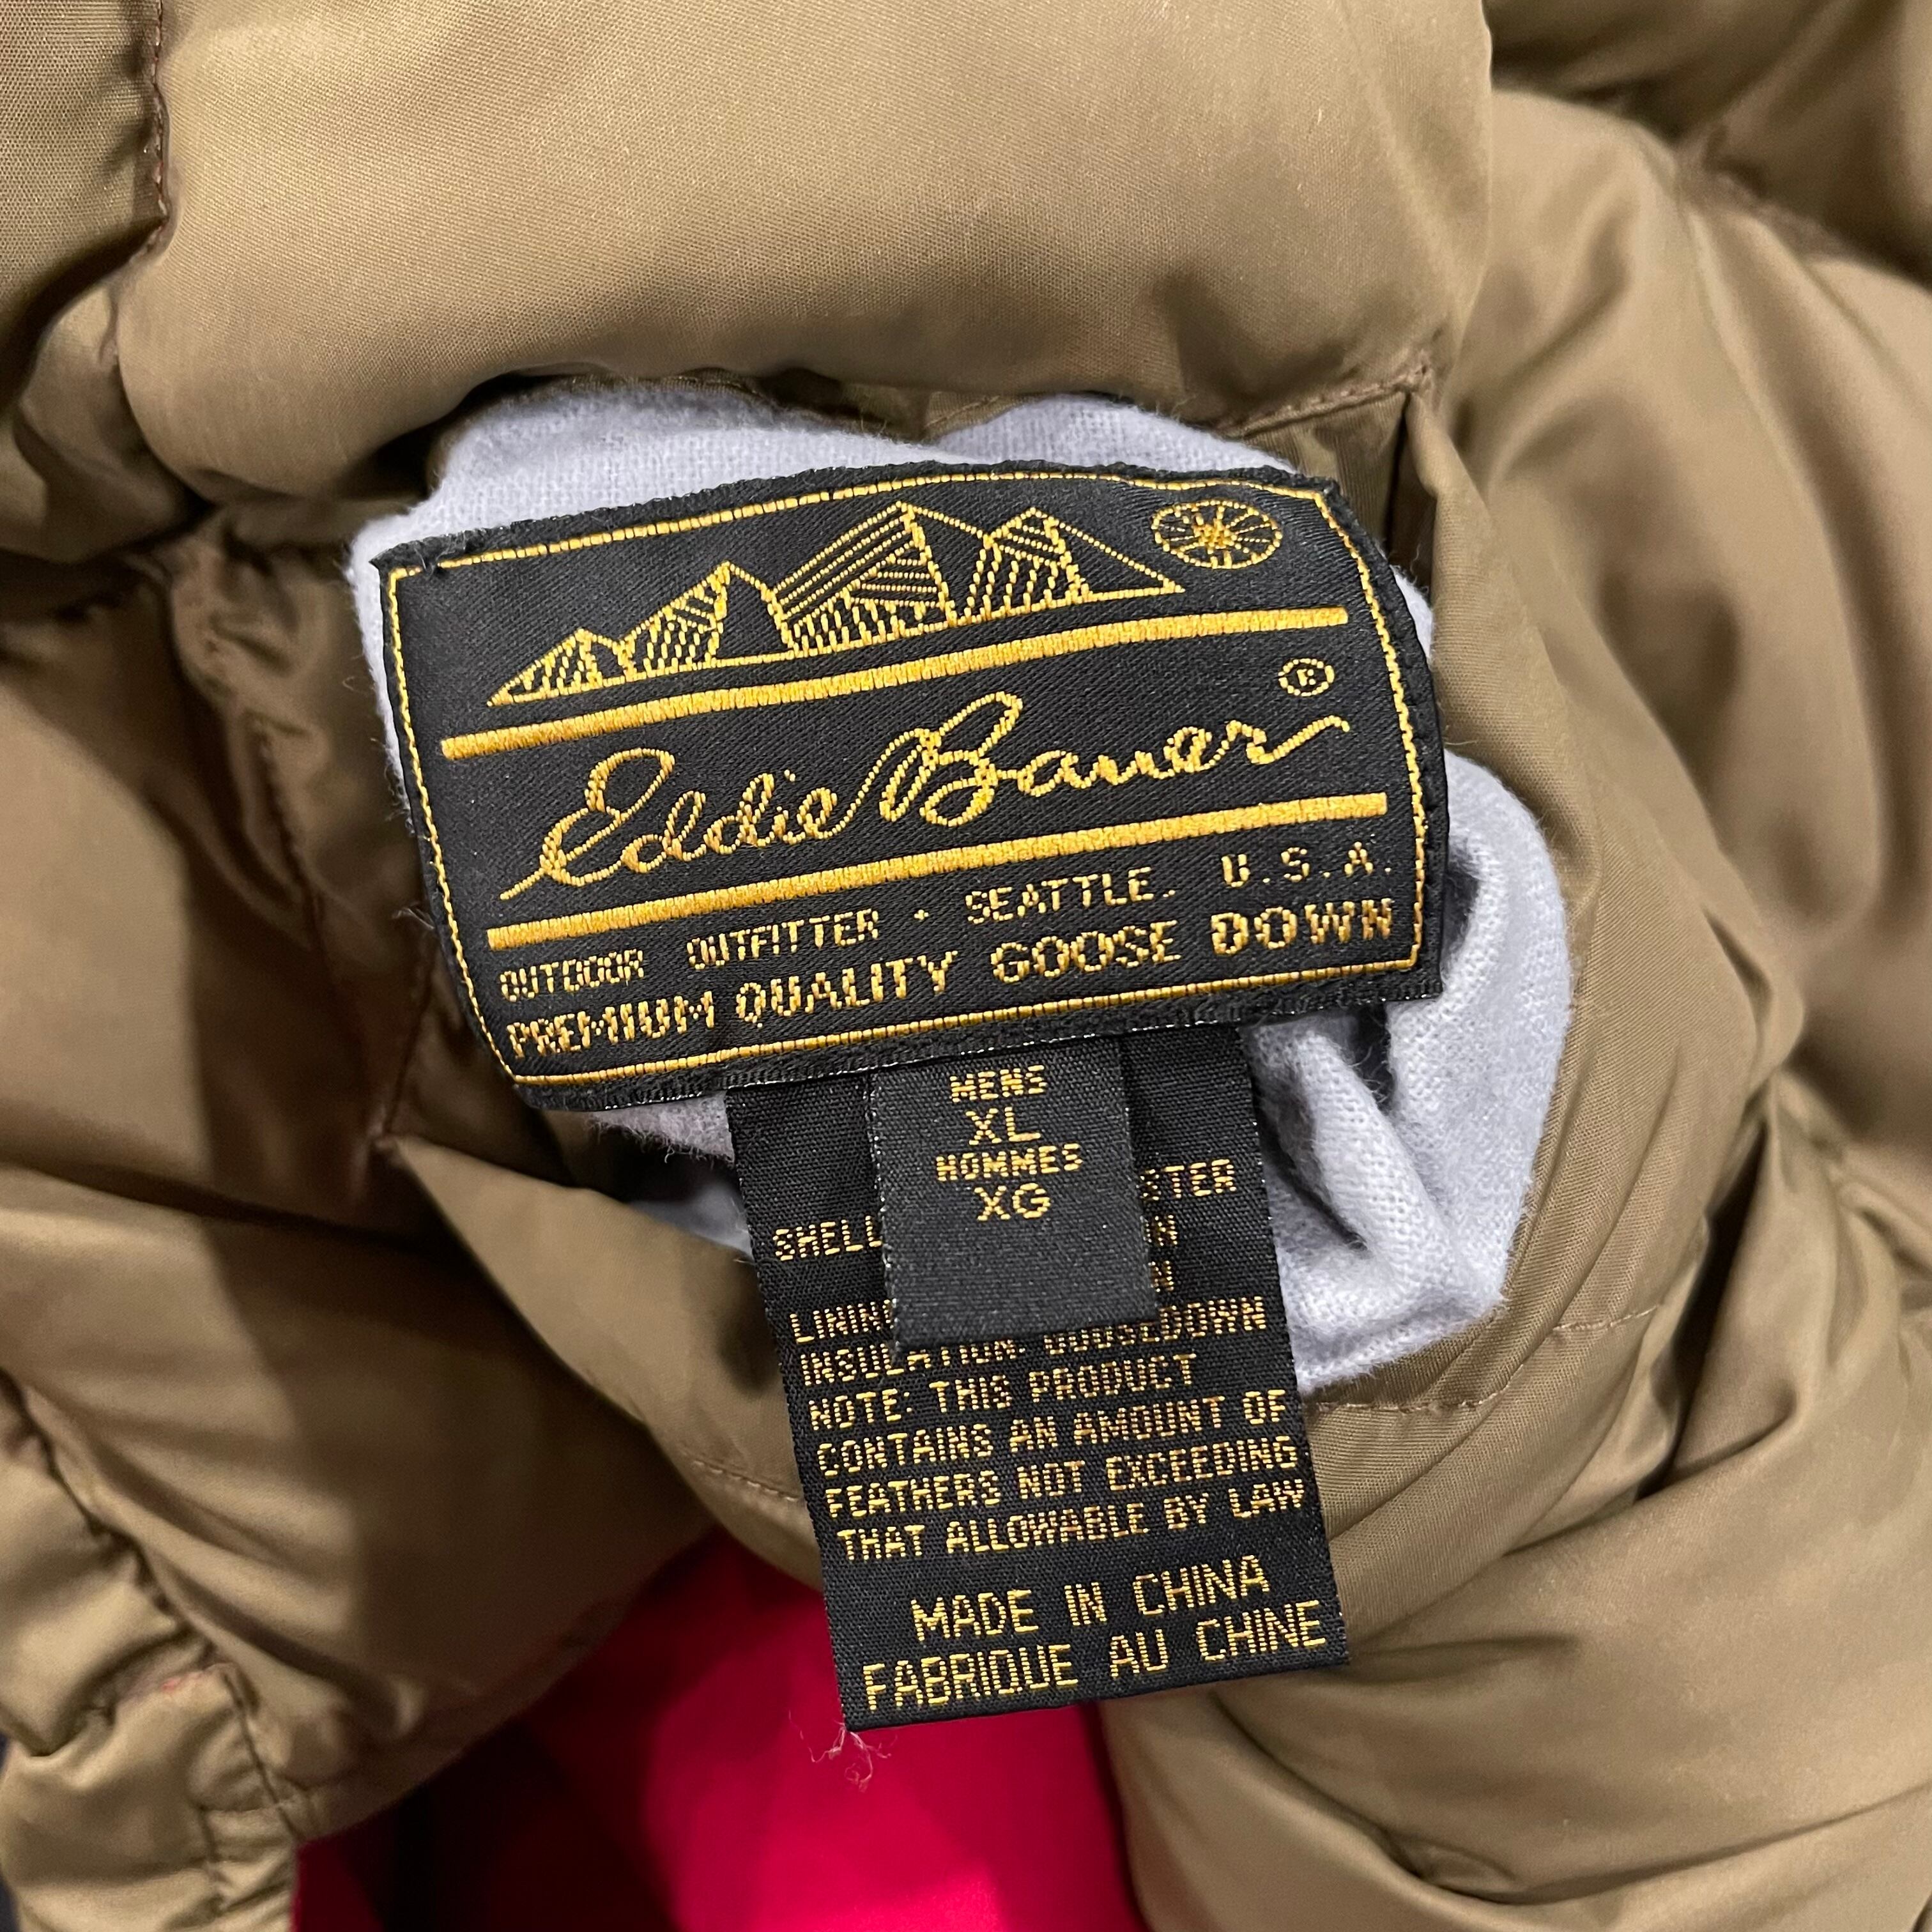 Eddie Bauer ®
OUTDOOR OUTFITTER · SEATTLE. U.S.A.
PREMIUM QUALITY GOOSE DOWN
MENS
XL
HOMMES
XG
SHELL
INSULATION: GOOSEDOWN
NOTE: THIS PRODUCT
CONTAINS AN AMOUNT OF
FEATHERS NOT EXCEEDING
THAT ALLOWABLE BY LAW
MADE IN CHINA
FABRIQUE AU CHINE